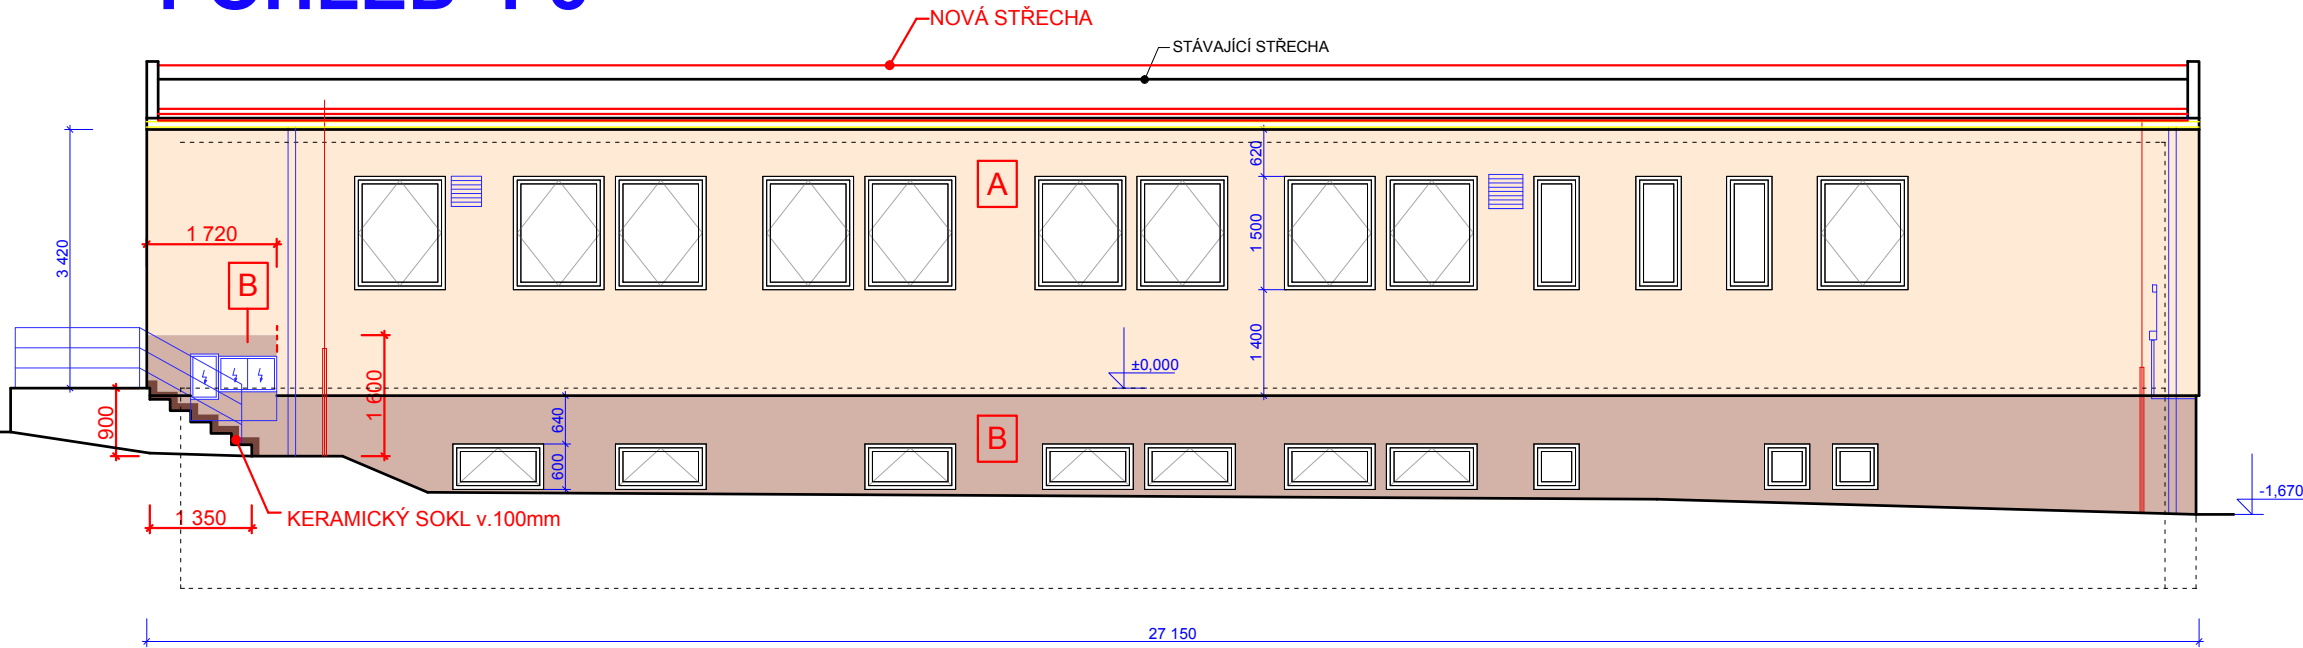 NOVÁ STŘECHA
STÁVAJÍCÍ STŘECHA
A
620
1 500
1 400
3 420
1 720
B
±0,000
1 600
900
640
600
B
-1,670
1 350
KERAMICKÝ SOKL v.100mm
27 150